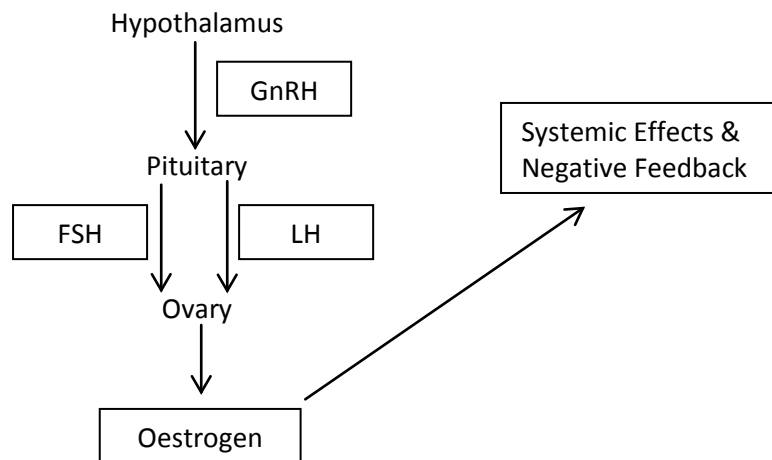 Hypothalamus
GnRH
Systemic Effects &
Negative Feedback
Pituitary
FSH
LH
Ovary
Oestrogen